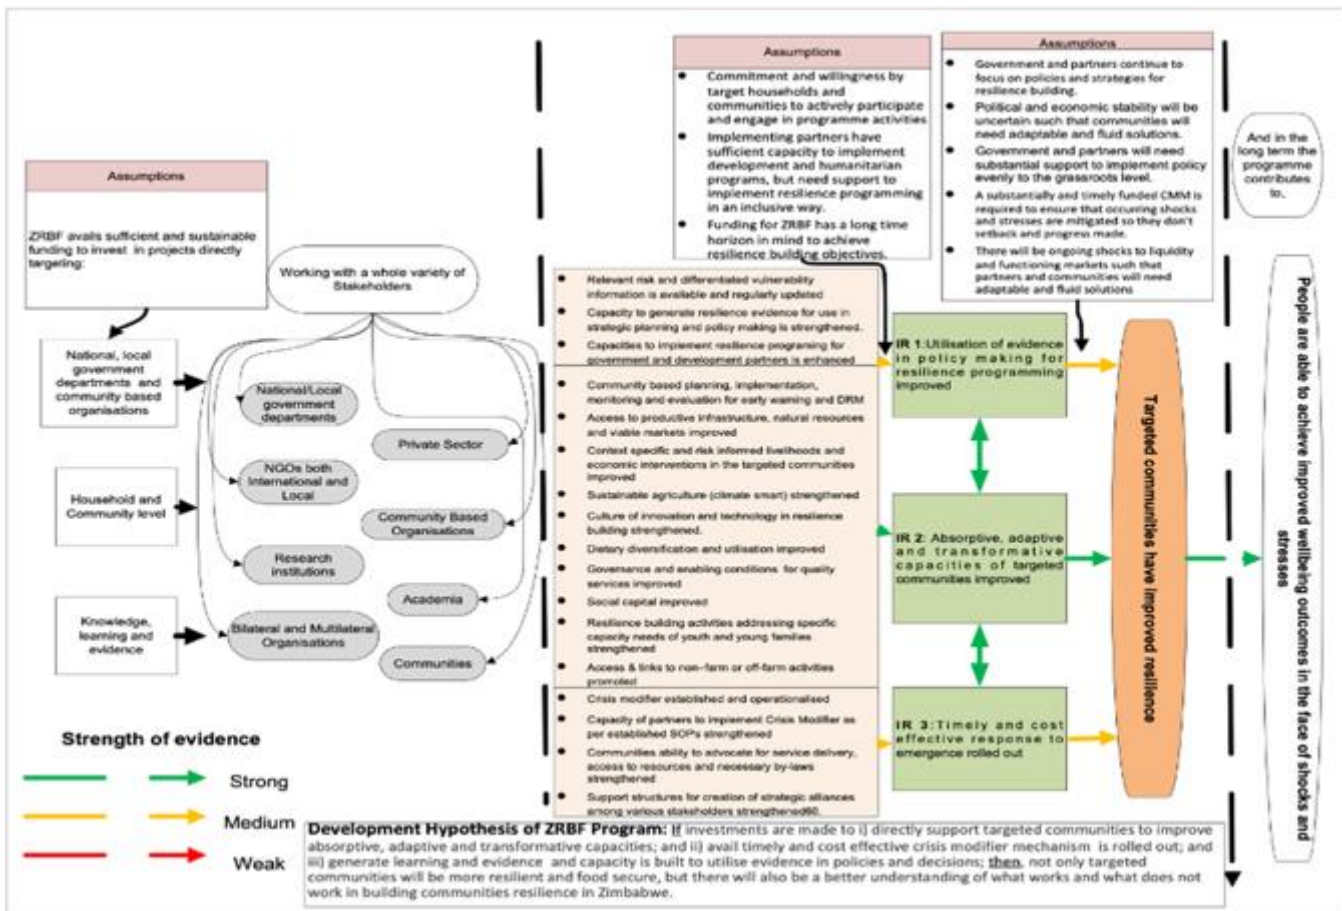 Assumptions
ZRBF avails sufficient and sustainable
funding to invest in projects directly
targeting:
National, local
government
departments and
community based
organisations
Household and
Community level
Knowledge,
learning and
evidence
Working with a whole variety of
Stakeholders
National/Local
government
departments
Private Sector
NGOs both
International and
Local
Community Based
Organisations
Research
institutions
Academia
Bilateral and Multilateral
Organisations
Communities
Strength of evidence
Strong
Medium
Weak
Assumptions
• Commitment and willingness by
target households and
communities to actively participate
and engage in programme activities
• Implementing partners have
sufficient capacity to implement
development and humanitarian
programs, but need support to
implement resilience programming
in an inclusive way.
• Funding for ZRBF has a long time
horizon in mind to achieve
resilience building objectives.
Assumptions
• Government and partners continue to
focus on policies and strategies for
resilience building.
• Political and economic stability will be
uncertain such that communities will
need adaptable and fluid solutions.
• Government and partners will need
substantial support to implement policy
evenly to the grassroots level.
• A substantially and timely funded CMM is
required to ensure that occurring shocks
and stresses are mitigated so they don't
setback and progress made.
• There will be ongoing shocks to liquidity
and functioning markets such that
partners and communities will need
adaptable and fluid solutions
• Relevant risk and differentiated vulnerability
information is available and regularly updated
• Capacity to generate resilience evidence for use in
strategic planning and policy making is strengthened.
• Capacities to implement resilience programing for
government and development partners is enhanced
• Community based planning, implementation,
monitoring and evaluation for early warning and DRM
• Access to productive infrastructure, natural resources
and viable markets improved
• Context specific and risk informed livelihoods and
economic interventions in the targeted communities
improved
• Sustainable agriculture (climate smart) strengthened
• Culture of innovation and technology in resilience
building strengthened.
• Dietary diversification and utilisation improved
• Governance and enabling conditions for quality
services improved
• Social capital improved
• Resilience building activities addressing specific
capacity needs of youth and young families
strengthened
• Access & links to non-farm or off-farm activities
promoted
• Crisis modifier established and operationalised
• Capacity of partners to implement Crisis Modifier as
per established SOPs strengthened
• Communities ability to advocate for service delivery,
access to resources and necessary by-laws
strengthened
• Support structures for creation of strategic alliances
among various stakeholders strengthened60.
IR 1:Utilisation of evidence
in policy making for
resilience programming
improved
IR 2: Absorptive, adaptive
and transformative
capacities of targeted
communities improved
IR 3:Timely and cost
effective response to
emergence rolled out
Targeted communities have improved resilience
And in the
long term the
programme
contributes
to..
People are able to achieve improved wellbeing outcomes in the face of shocks and
stresses
Development Hypothesis of ZRBF Program: If investments are made to i) directly support targeted communities to improve
absorptive, adaptive and transformative capacities; and ii) avail timely and cost effective crisis modifier mechanism is rolled out; and
iii) generate learning and evidence and capacity is built to utilise evidence in policies and decisions; then, not only targeted
communities will be more resilient and food secure, but there will also be a better understanding of what works and what does not
work in building communities resilience in Zimbabwe.